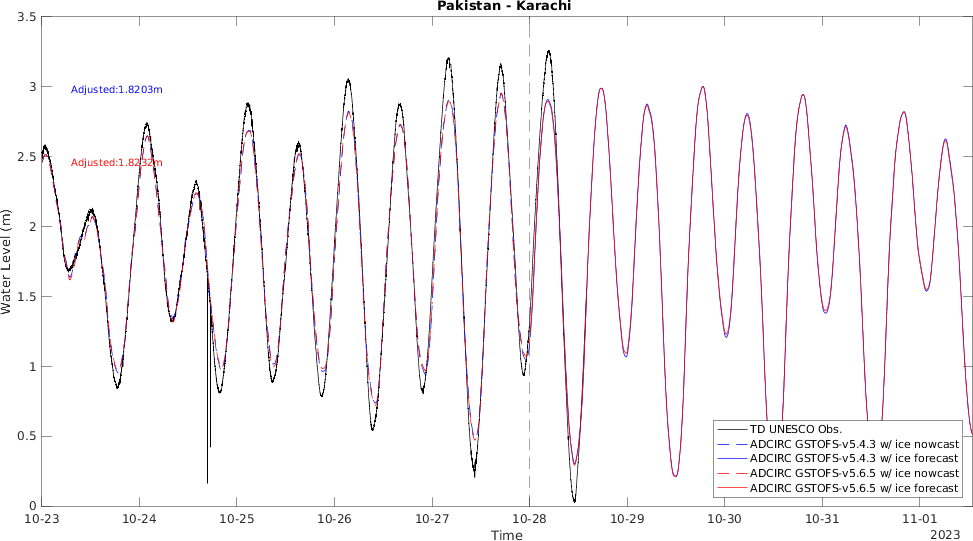 Pakistan - Karachi
3.5
3
2.5
2
1.5
1
0.5
0
Water Level (m)
Adjusted:1.8203m
Adjusted:1.8232m
TD UNESCO Obs.
ADCIRC GSTOFS-v5.4.3 w/ ice nowcast
ADCIRC GSTOFS-v5.4.3 w/ ice forecast
ADCIRC GSTOFS-v5.6.5 w/ ice nowcast
ADCIRC GSTOFS-v5.6.5 w/ ice forecast
10-23 10-24 10-25 10-26 10-27 10-28 10-29 10-30 10-31 11-01
Time
2023